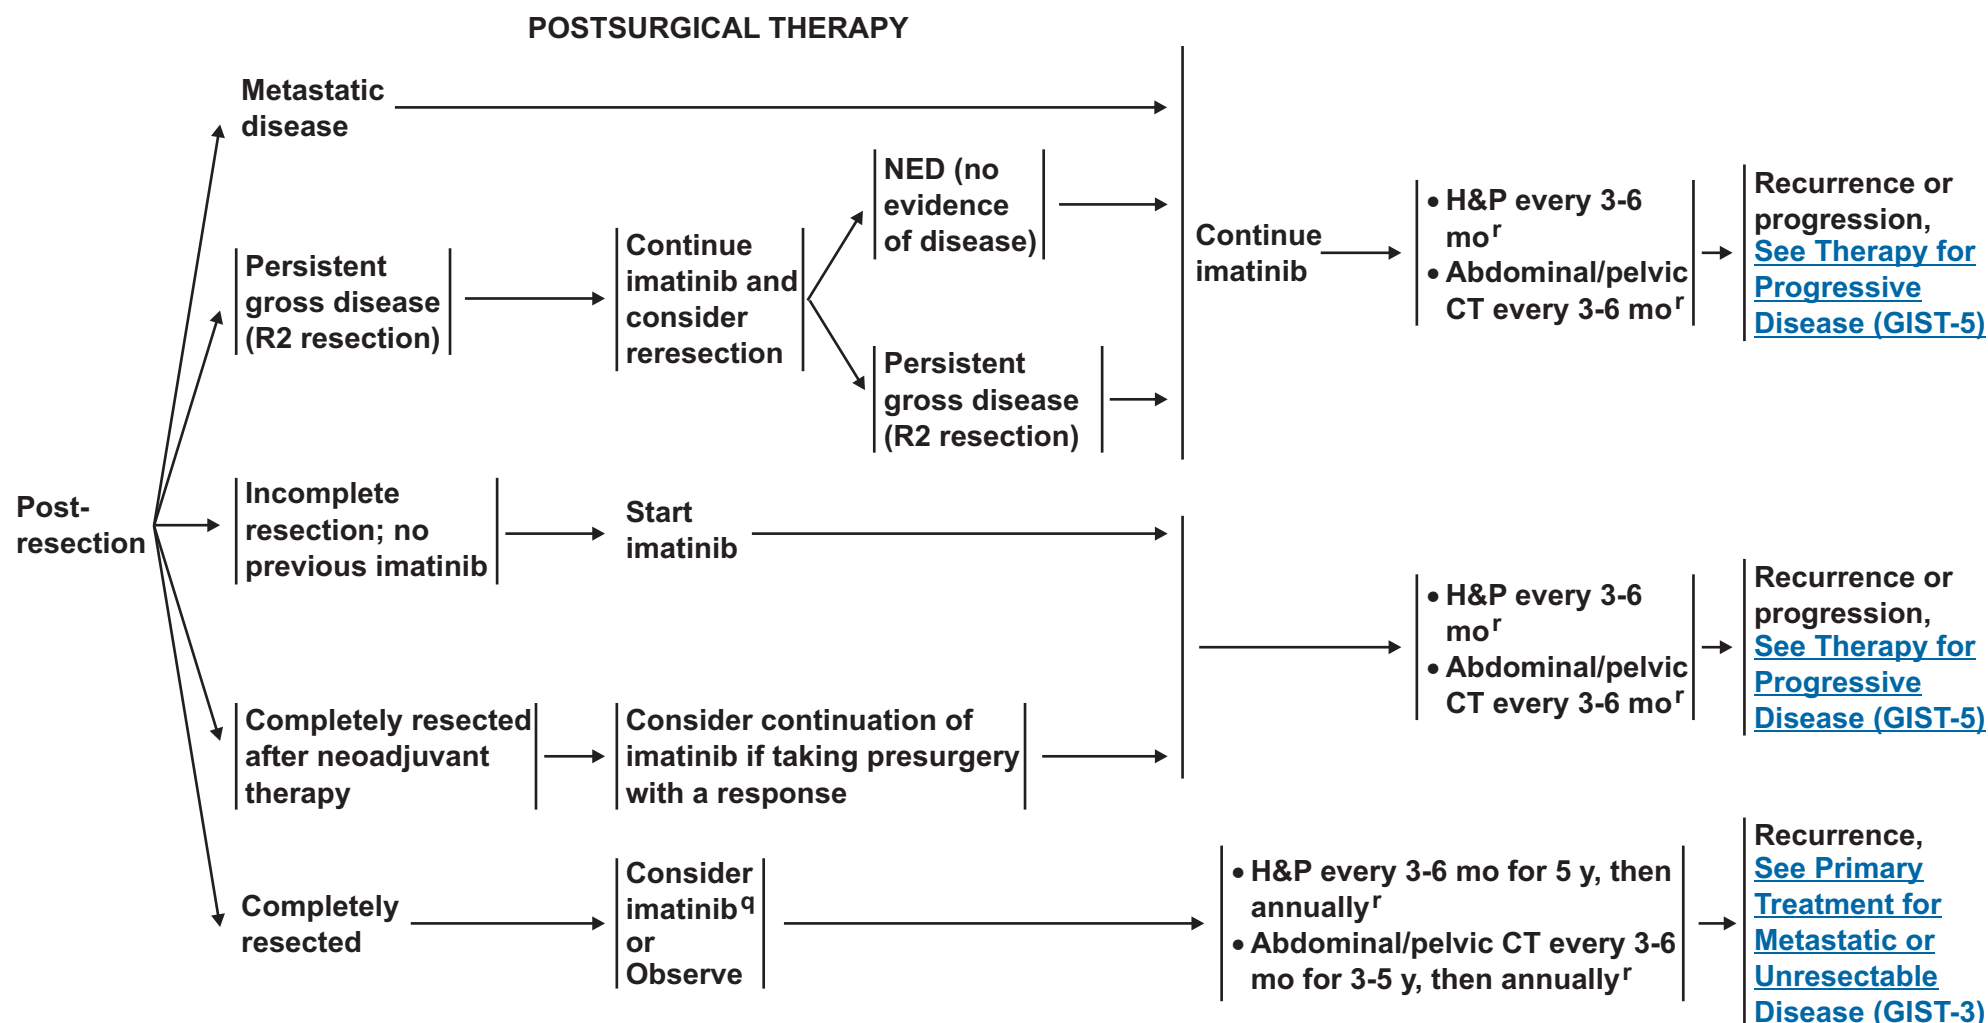 POSTSURGICAL THERAPY
Metastatic
disease
NED (no
evidence
of disease)
Persistent
gross disease
(R2 resection)
Continue
imatinib and
consider
reresection
Persistent
gross disease
(R2 resection)
Continue
imatinib
• H&P every 3-6
mo^r
• Abdominal/pelvic
CT every 3-6 mo^r
Recurrence or
progression,
See Therapy for
Progressive
Disease (GIST-5)
Post-
resection
Incomplete
resection; no
previous imatinib
Start
imatinib
Completely resected
after neoadjuvant
therapy
Consider continuation of
imatinib if taking presurgery
with a response
• H&P every 3-6
mo^r
• Abdominal/pelvic
CT every 3-6 mo^r
Recurrence or
progression,
See Therapy for
Progressive
Disease (GIST-5)
Completely
resected
Consider
imatinib^q
or
Observe
• H&P every 3-6 mo for 5 y, then
annually^r
• Abdominal/pelvic CT every 3-6
mo for 3-5 y, then annually^r
Recurrence,
See Primary
Treatment for
Metastatic or
Unresectable
Disease (GIST-3)